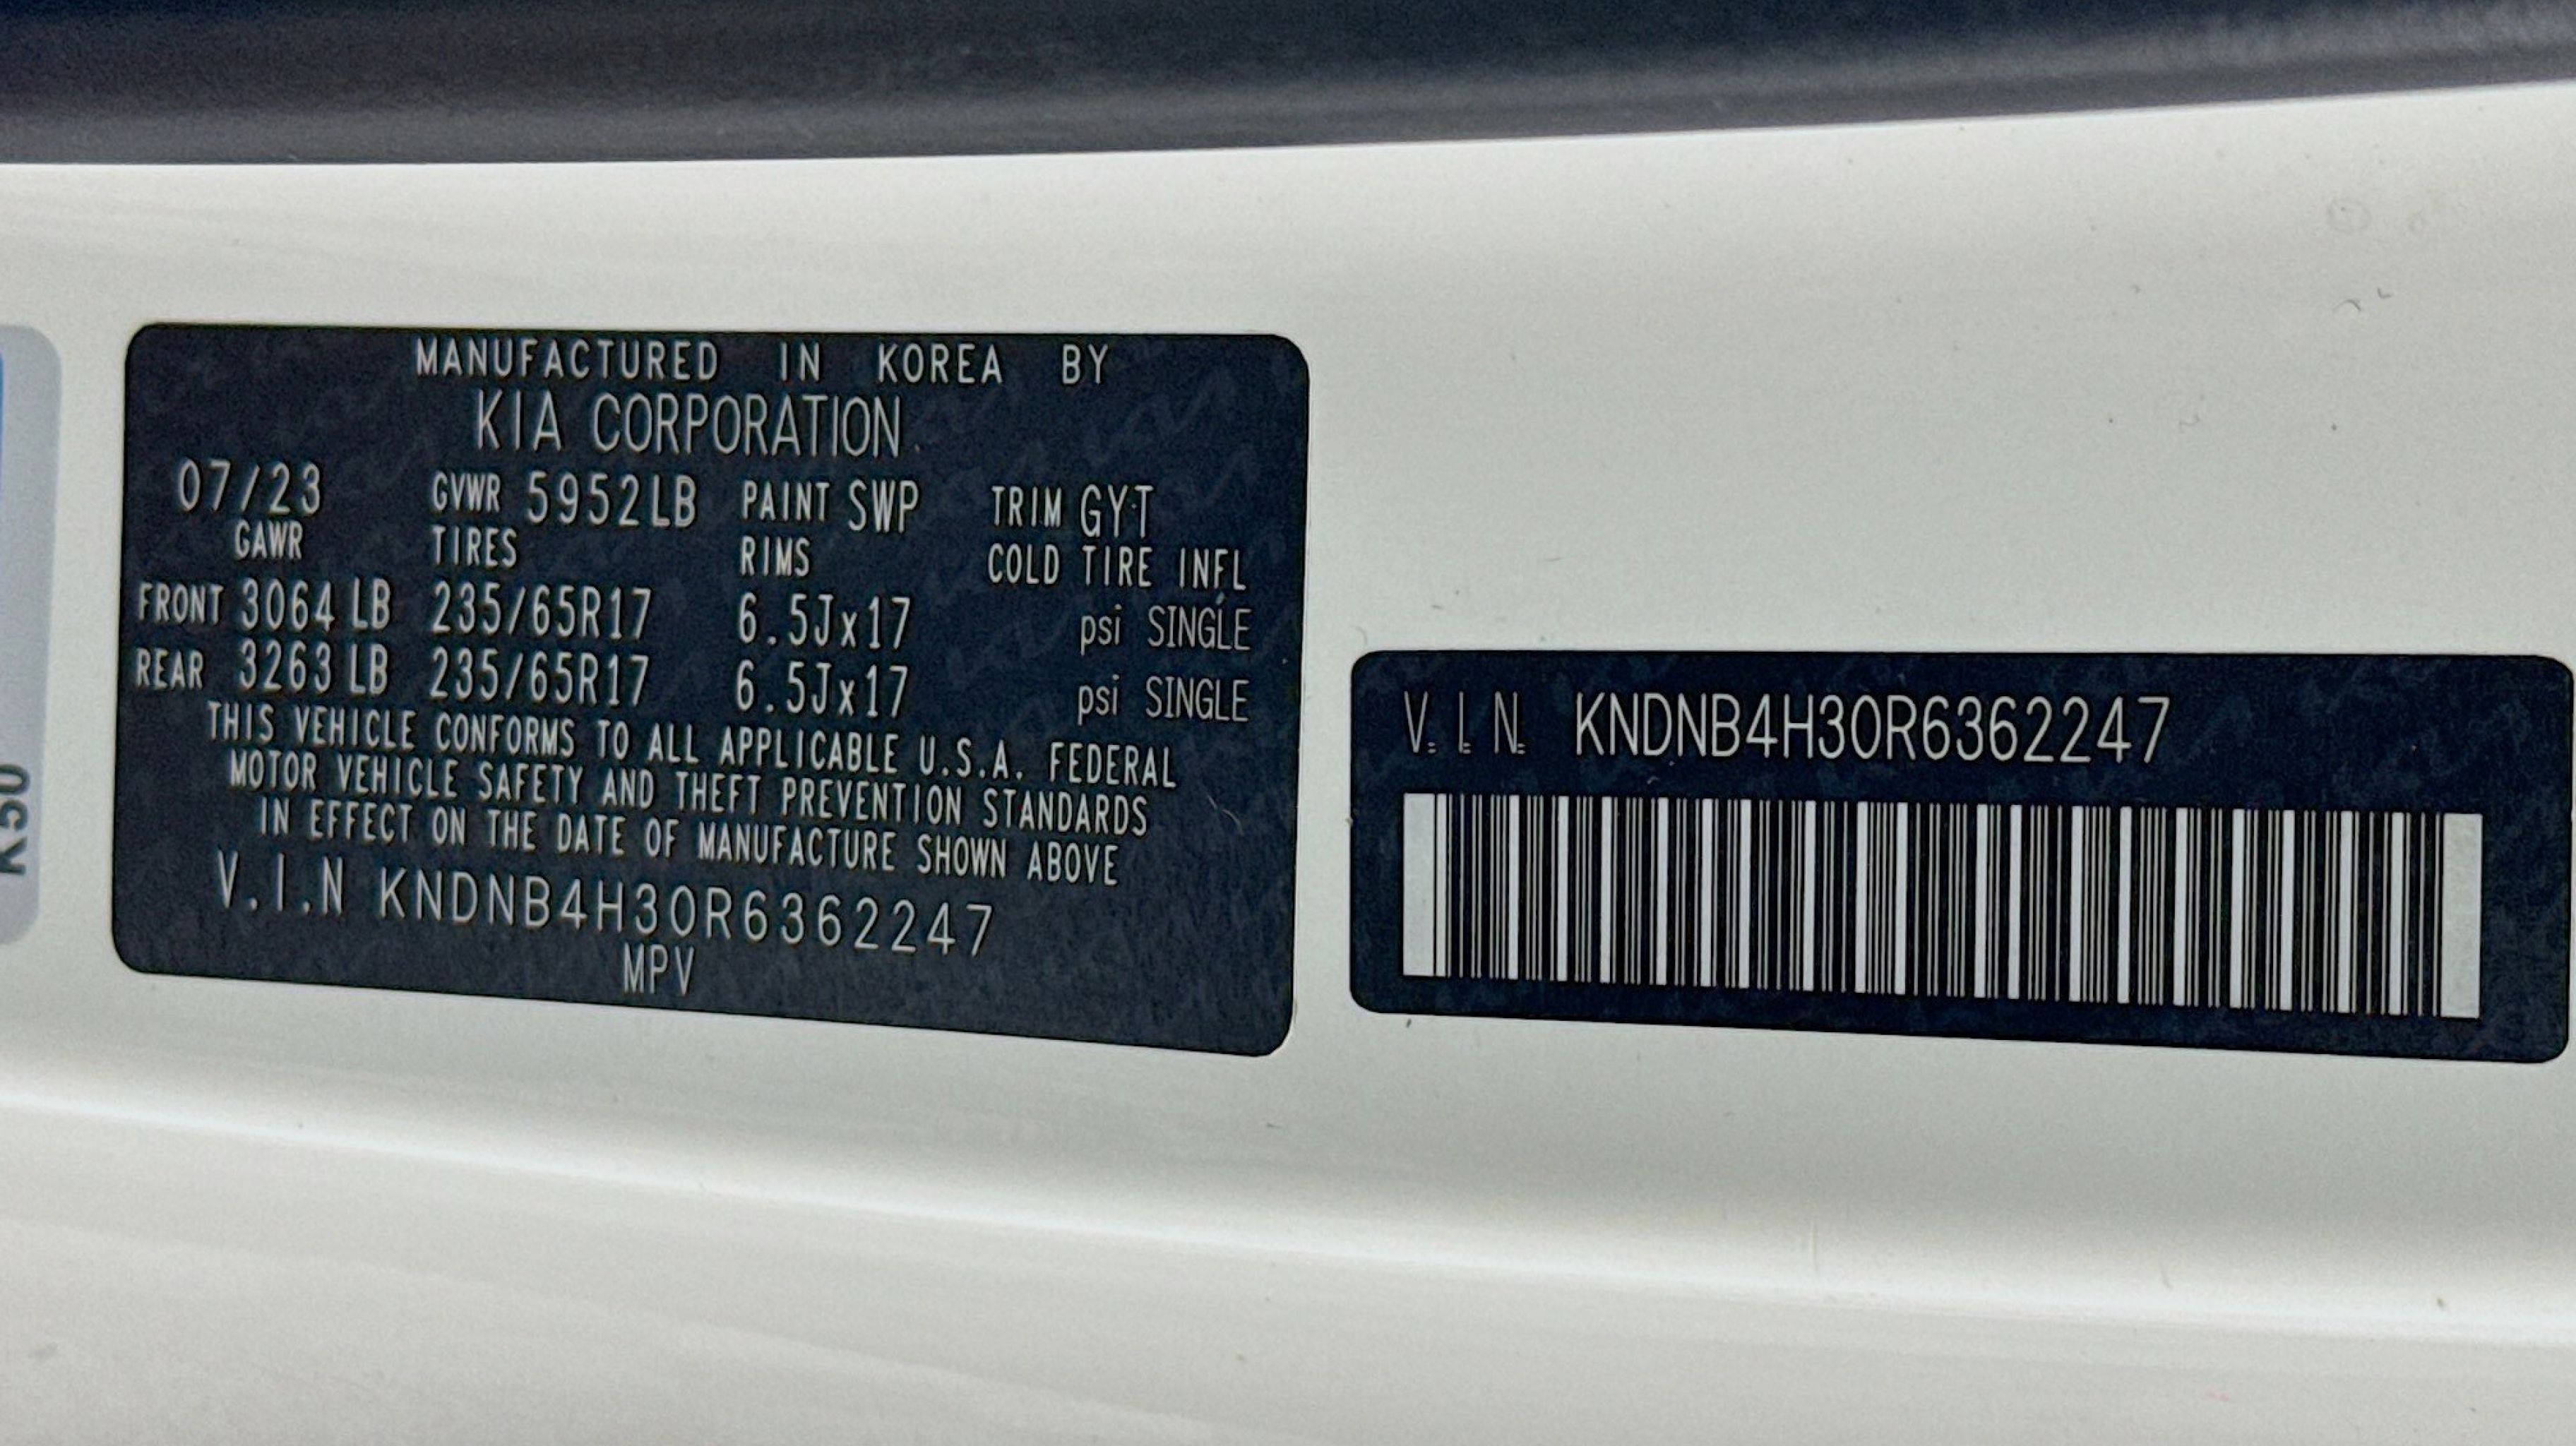 MANUFACTURED IN KOREA BY
KIA CORPORATION
07/23 GVWR 5952LB PAINT SWP TRIM GYT
GAWR TIRES RIMS COLD TIRE INFL
FRONT 3064 LB 235/65R17 6.5Jx17 psi SINGLE
REAR 3263 LB 235/65R17 6.5Jx17 psi SINGLE
THIS VEHICLE CONFORMS TO ALL APPLICABLE U.S.A. FEDERAL
MOTOR VEHICLE SAFETY AND THEFT PREVENTION STANDARDS
IN EFFECT ON THE DATE OF MANUFACTURE SHOWN ABOVE
V.I.N KNDNB4H30R6362247
MPV
V.I.N. KNDNB4H30R6362247